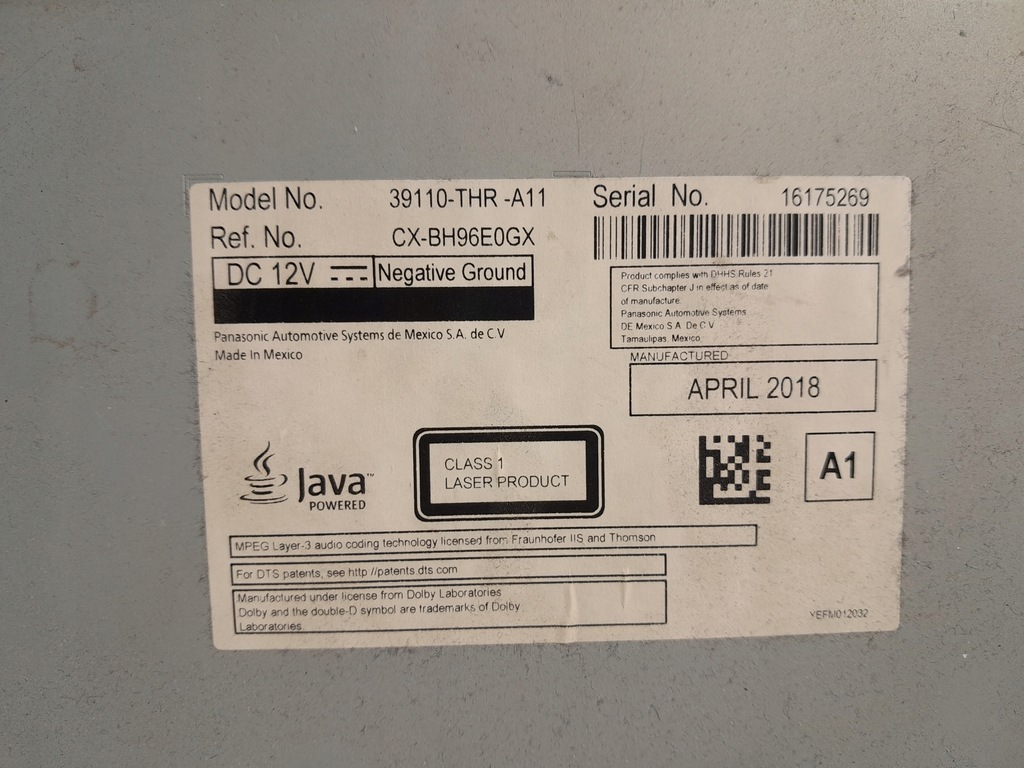 Model No. 39110-THR -A11
Serial No. 16175269
Ref. No. CX-BH96E0GX
DC 12V Negative Ground
Product complies with DHHS Rules 21
CFR Subchapter J in effect as of date
of manufacture.
Panasonic Automotive Systems
DE Mexico S.A. De C.V
Tamaulipas, Mexico
Panasonic Automotive Systems de Mexico S.A. de C.V
Made In Mexico
MANUFACTURED
APRIL 2018
Java™
POWERED
CLASS 1
LASER PRODUCT
A1
MPEG Layer-3 audio coding technology licensed from Fraunhofer IIS and Thomson
For DTS patents, see http //patents.dts.com
Manufactured under license from Dolby Laboratories
Dolby and the double-D symbol are trademarks of Dolby
Laboratories.
YEFM012032